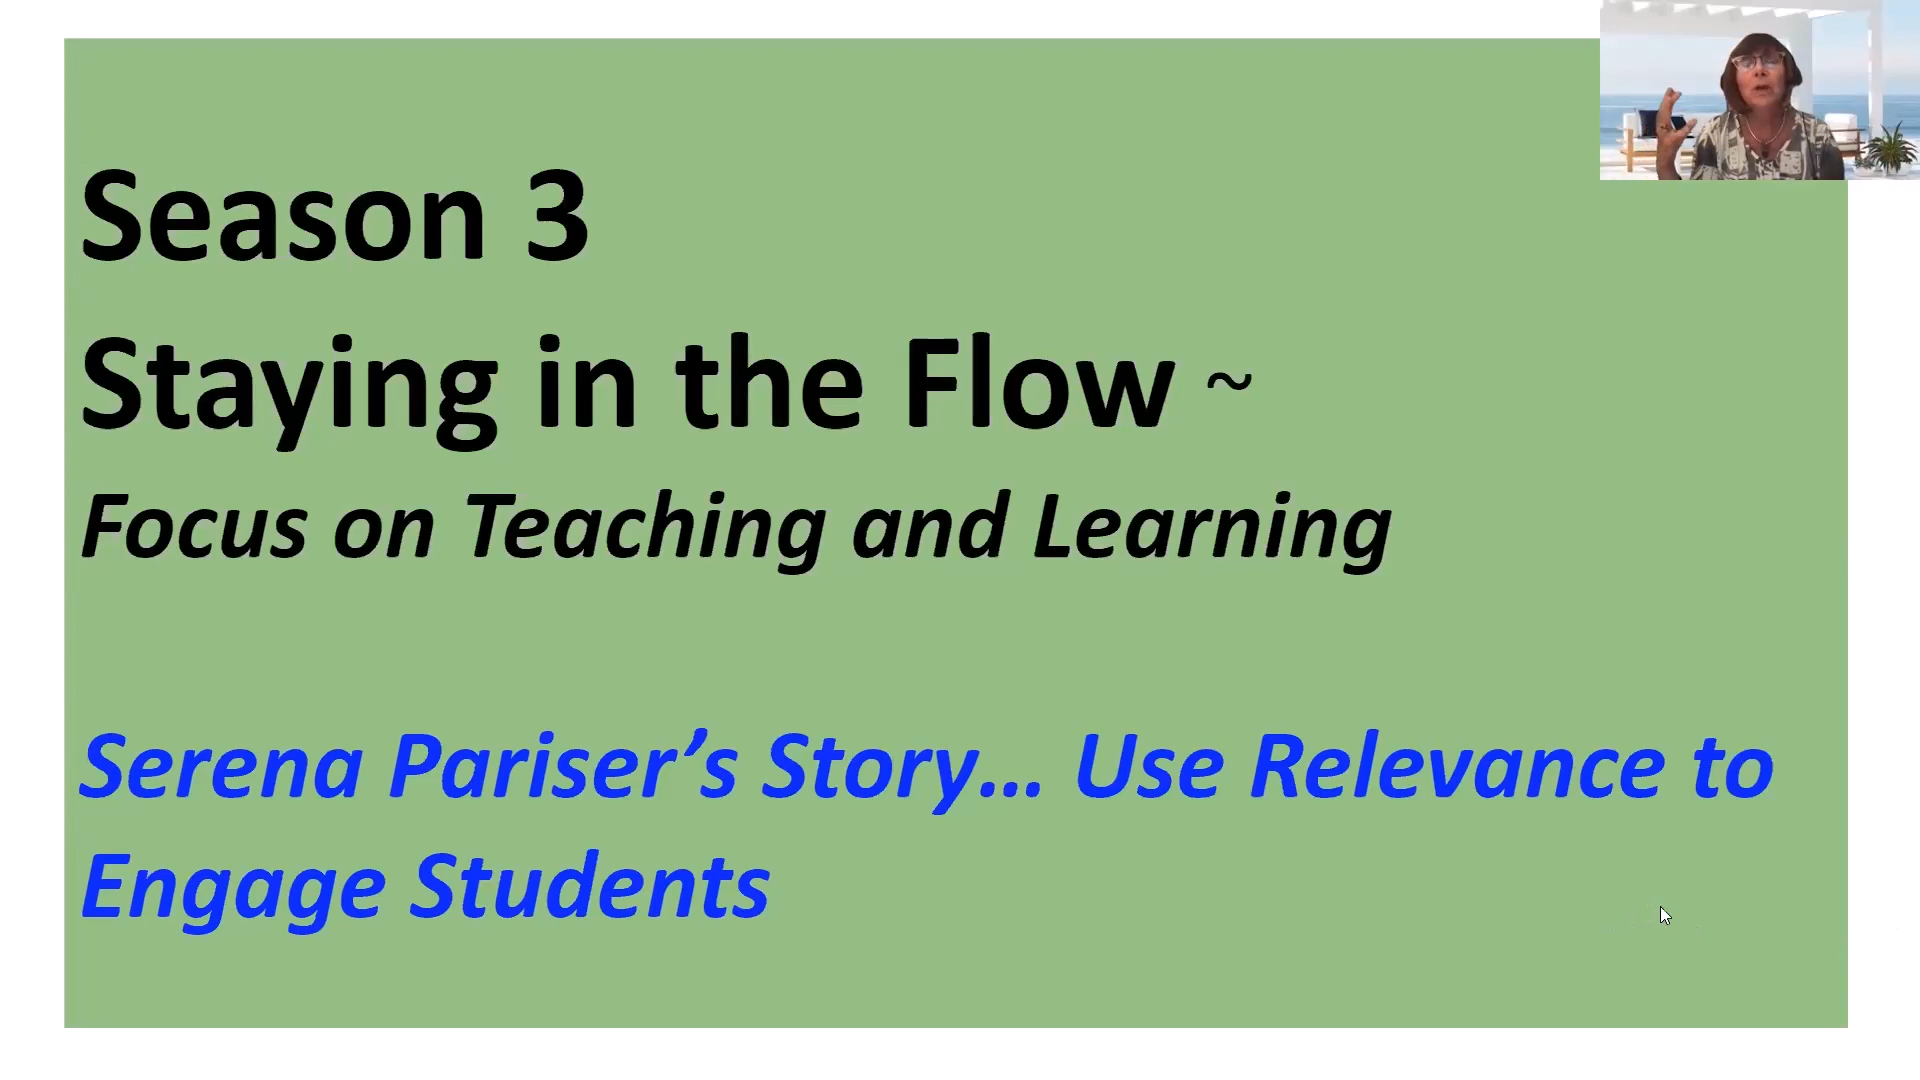 Season 3
Staying in the Flow ~
Focus on Teaching and Learning
Serena Pariser’s Story… Use Relevance to
Engage Students